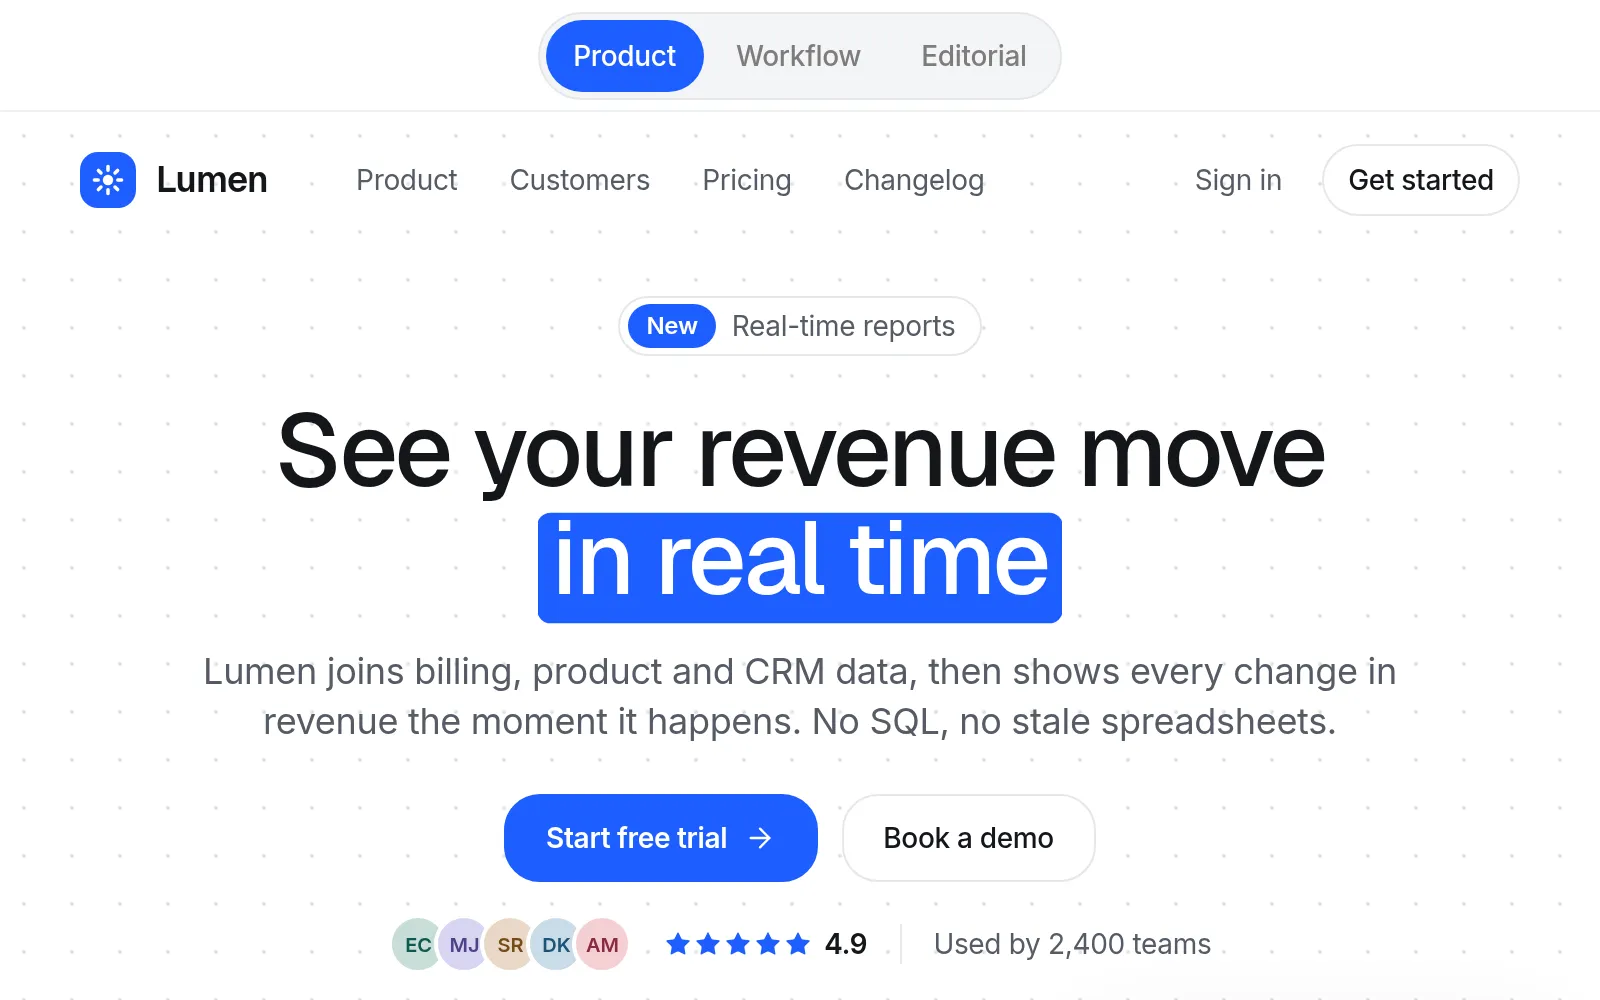 Product Workflow Editorial
Lumen Product Customers Pricing Changelog Sign in Get started
New Real-time reports
See your revenue move
in real time
Lumen joins billing, product and CRM data, then shows every change in
revenue the moment it happens. No SQL, no stale spreadsheets.
Start free trial → Book a demo
EC MJ SR DK AM ★★★★★ 4.9 Used by 2,400 teams